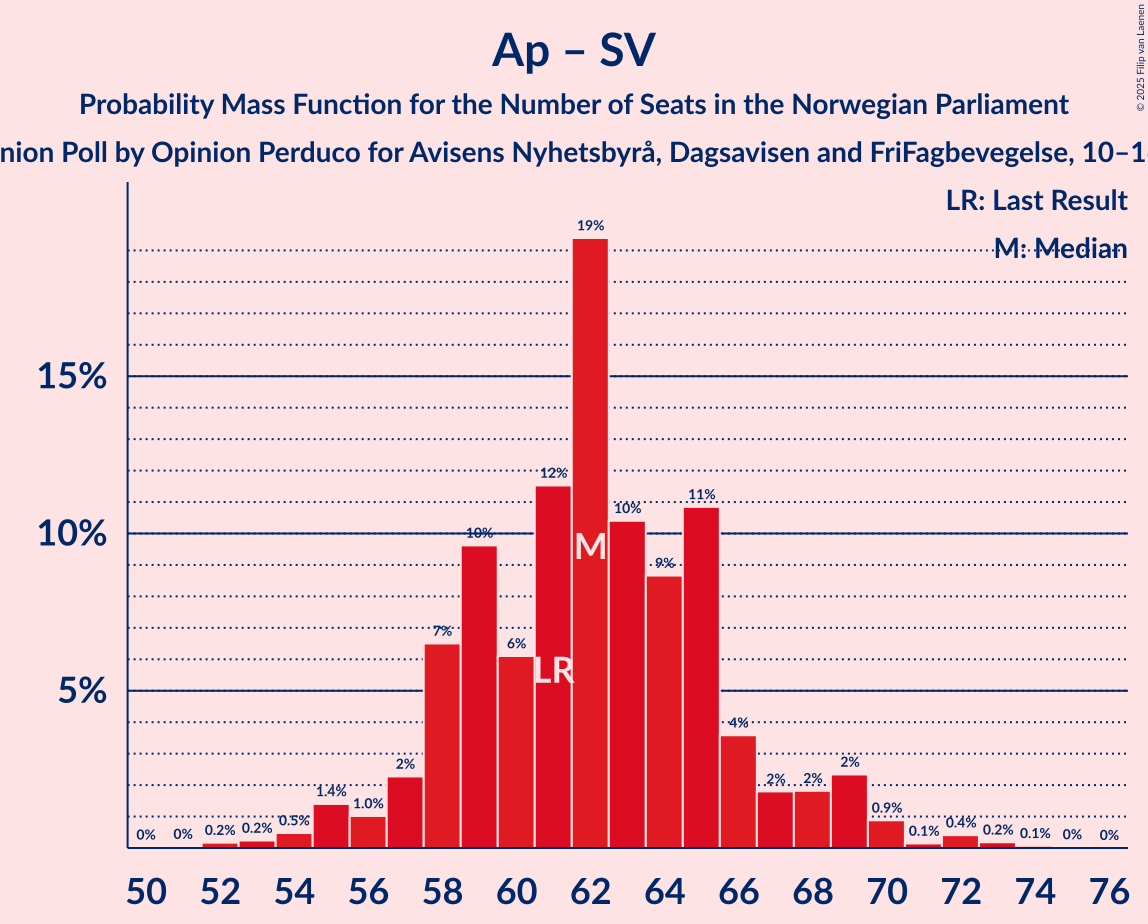 Ap – SV
Probability Mass Function for the Number of Seats in the Norwegian Parliament
Poll by Opinion Perduco for Avisens Nyhetsbyrå, Dagsavisen and FriFagbevegelse,
© 2025 Filip van Laenen
LR: Last Result
M: Median
19%
15%
12%
11%
10%
10%
10%
M
9%
7%
6%
LR
5%
4%
2%
2%
2%
2%
1.4%
1.0%
0.9%
0% 0% 0.2% 0.2% 0.5% 0.1% 0.4% 0.2% 0.1% 0% 0%
50 52 54 56 58 60 62 64 66 68 70 72 74 76